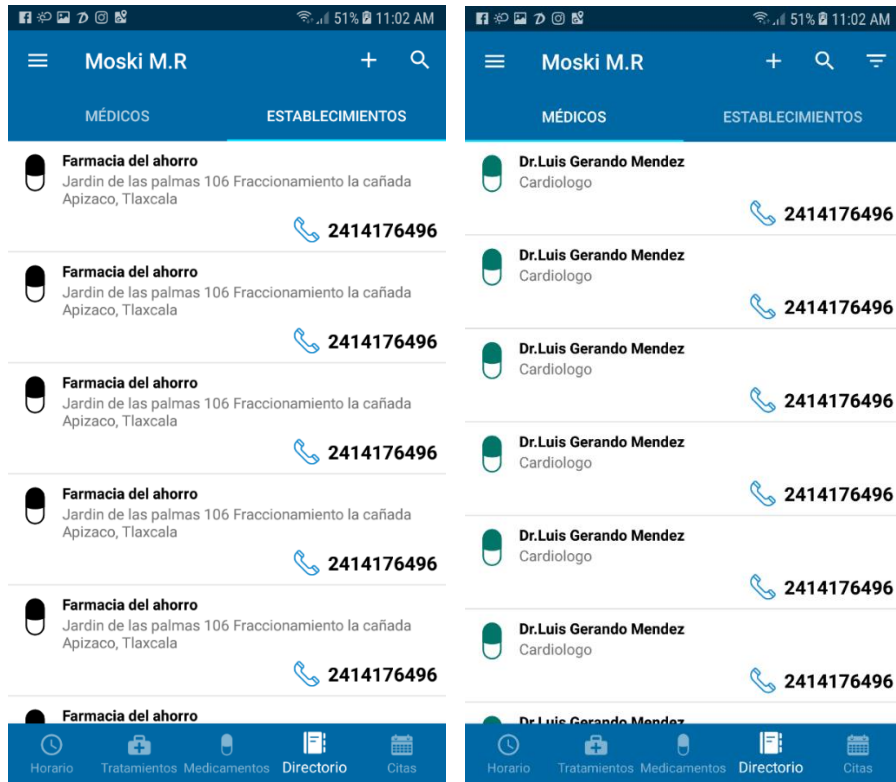 51% 11:02 AM
Moski M.R
MÉDICOS ESTABLECIMIENTOS
Farmacia del ahorro
Jardin de las palmas 106 Fraccionamiento la cañada
Apizaco, Tlaxcala
2414176496
Farmacia del ahorro
Jardin de las palmas 106 Fraccionamiento la cañada
Apizaco, Tlaxcala
2414176496
Farmacia del ahorro
Jardin de las palmas 106 Fraccionamiento la cañada
Apizaco, Tlaxcala
2414176496
Farmacia del ahorro
Jardin de las palmas 106 Fraccionamiento la cañada
Apizaco, Tlaxcala
2414176496
Farmacia del ahorro
Jardin de las palmas 106 Fraccionamiento la cañada
Apizaco, Tlaxcala
2414176496
Farmacia del ahorro
Horario Tratamientos Medicamentos Directorio Citas
51% 11:02 AM
Moski M.R
MÉDICOS ESTABLECIMIENTOS
Dr.Luis Gerando Mendez
Cardiologo
2414176496
Dr.Luis Gerando Mendez
Cardiologo
2414176496
Dr.Luis Gerando Mendez
Cardiologo
2414176496
Dr.Luis Gerando Mendez
Cardiologo
2414176496
Dr.Luis Gerando Mendez
Cardiologo
2414176496
Dr.Luis Gerando Mendez
Cardiologo
2414176496
Dr.Luis Gerando Mendez
Horario Tratamientos Medicamentos Directorio Citas